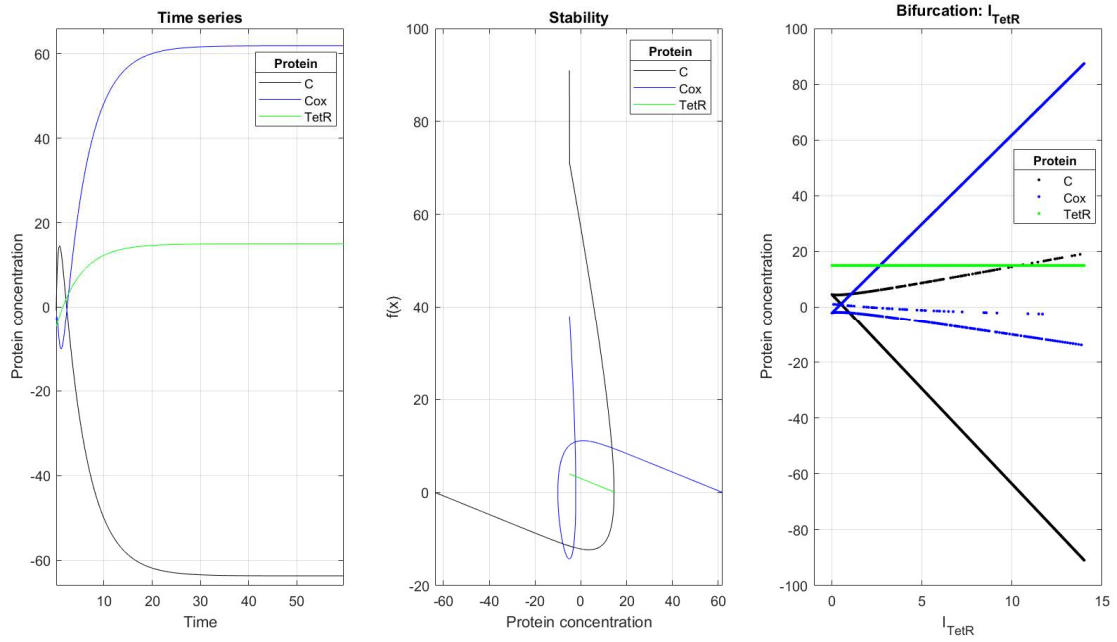 Time series
60
40
20
0
-20
-40
-60
10
20
30
40
50
Time
Protein concentration
Protein
C
Cox
TetR
Stability
100
80
60
40
20
0
-20
-60
-40
-20
0
20
40
60
Protein concentration
f(x)
Protein
C
Cox
TetR
Bifurcation: I_TetR
100
80
60
40
20
0
-20
-40
-60
-80
-100
0
5
10
15
I_TetR
Protein concentration
Protein
C
Cox
TetR